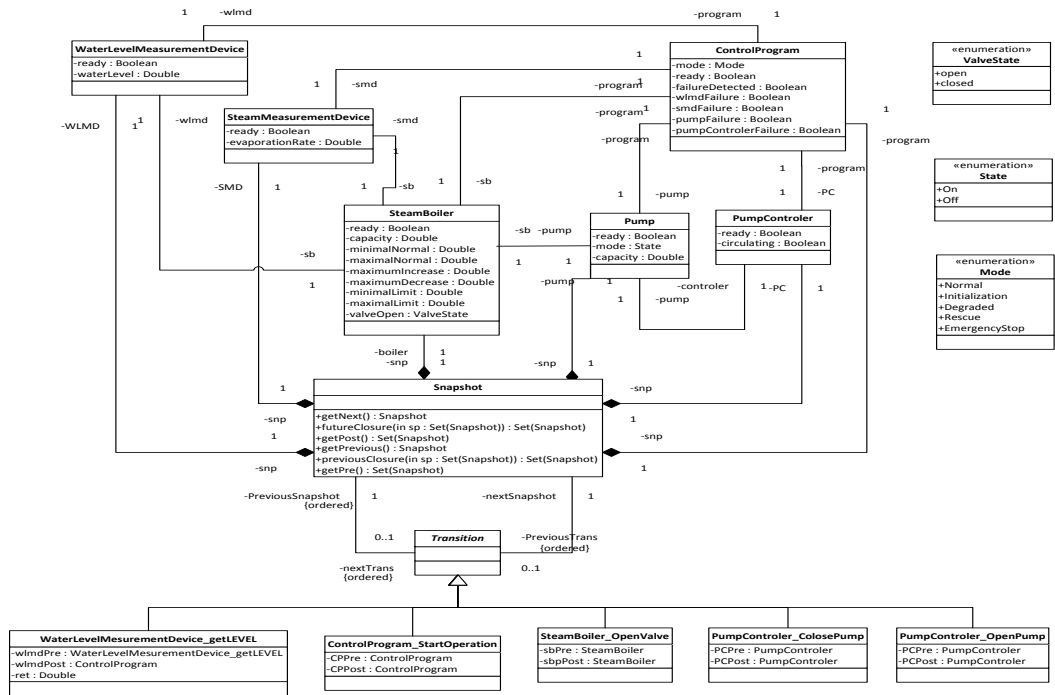 1
-wlmd
-program
1
WaterLevelMeasurementDevice
-ready : Boolean
-waterLevel : Double
ControlProgram
-mode : Mode
-ready : Boolean
-failureDetected : Boolean
-wlmdFailure : Boolean
-smdFailure : Boolean
-pumpFailure : Boolean
-pumpControlerFailure : Boolean
«enumeration»
ValveState
+open
+closed
1
1
-smd
-program
1
-program
1
-program
1
-program
-WLMD
1
1
-wlmd
SteamMeasurementDevice
-ready : Boolean
-evaporationRate : Double
-smd
1
«enumeration»
State
+On
+Off
-SMD
1
1
-sb
1
-sb
1
-pump
1
-program
1
-PC
SteamBoiler
-ready : Boolean
-capacity : Double
-minimalNormal : Double
-maximalNormal : Double
-maximumIncrease : Double
-maximumDecrease : Double
-minimalLimit : Double
-maximalLimit : Double
-valveOpen : ValveState
Pump
-ready : Boolean
-mode : State
-capacity : Double
PumpControler
-ready : Boolean
-circulating : Boolean
-sb
-pump
1
1
-sb
1
«enumeration»
Mode
+Normal
+Initialization
+Degraded
+Rescue
+EmergencyStop
-pump
1
1
-controler
-pump
1
-PC
1
-boiler
1
-snp
1
-snp
1
Snapshot
+getNext() : Snapshot
+futureClosure(in sp : Set(Snapshot)) : Set(Snapshot)
+getPost() : Set(Snapshot)
+getPrevious() : Snapshot
+previousClosure(in sp : Set(Snapshot)) : Set(Snapshot)
+getPre() : Set(Snapshot)
1
-snp
-snp
1
1
-snp
-snp
1
-PreviousSnapshot
{ordered}
1
-nextSnapshot
1
0..1
Transition
-PreviousTrans
{ordered}
-nextTrans
{ordered}
0..1
WaterLevelMesurementDevice_getLEVEL
-wlmdPre : WaterLevelMesurementDevice_getLEVEL
-wlmdPost : ControlProgram
-ret : Double
ControlProgram_StartOperation
-CPPre : ControlProgram
-CPPost : ControlProgram
SteamBoiler_OpenValve
-sbPre : SteamBoiler
-sbpPost : SteamBoiler
PumpControler_ColosePump
-PCPre : PumpControler
-PCPost : PumpControler
PumpControler_OpenPump
-PCPre : PumpControler
-PCPost : PumpControler